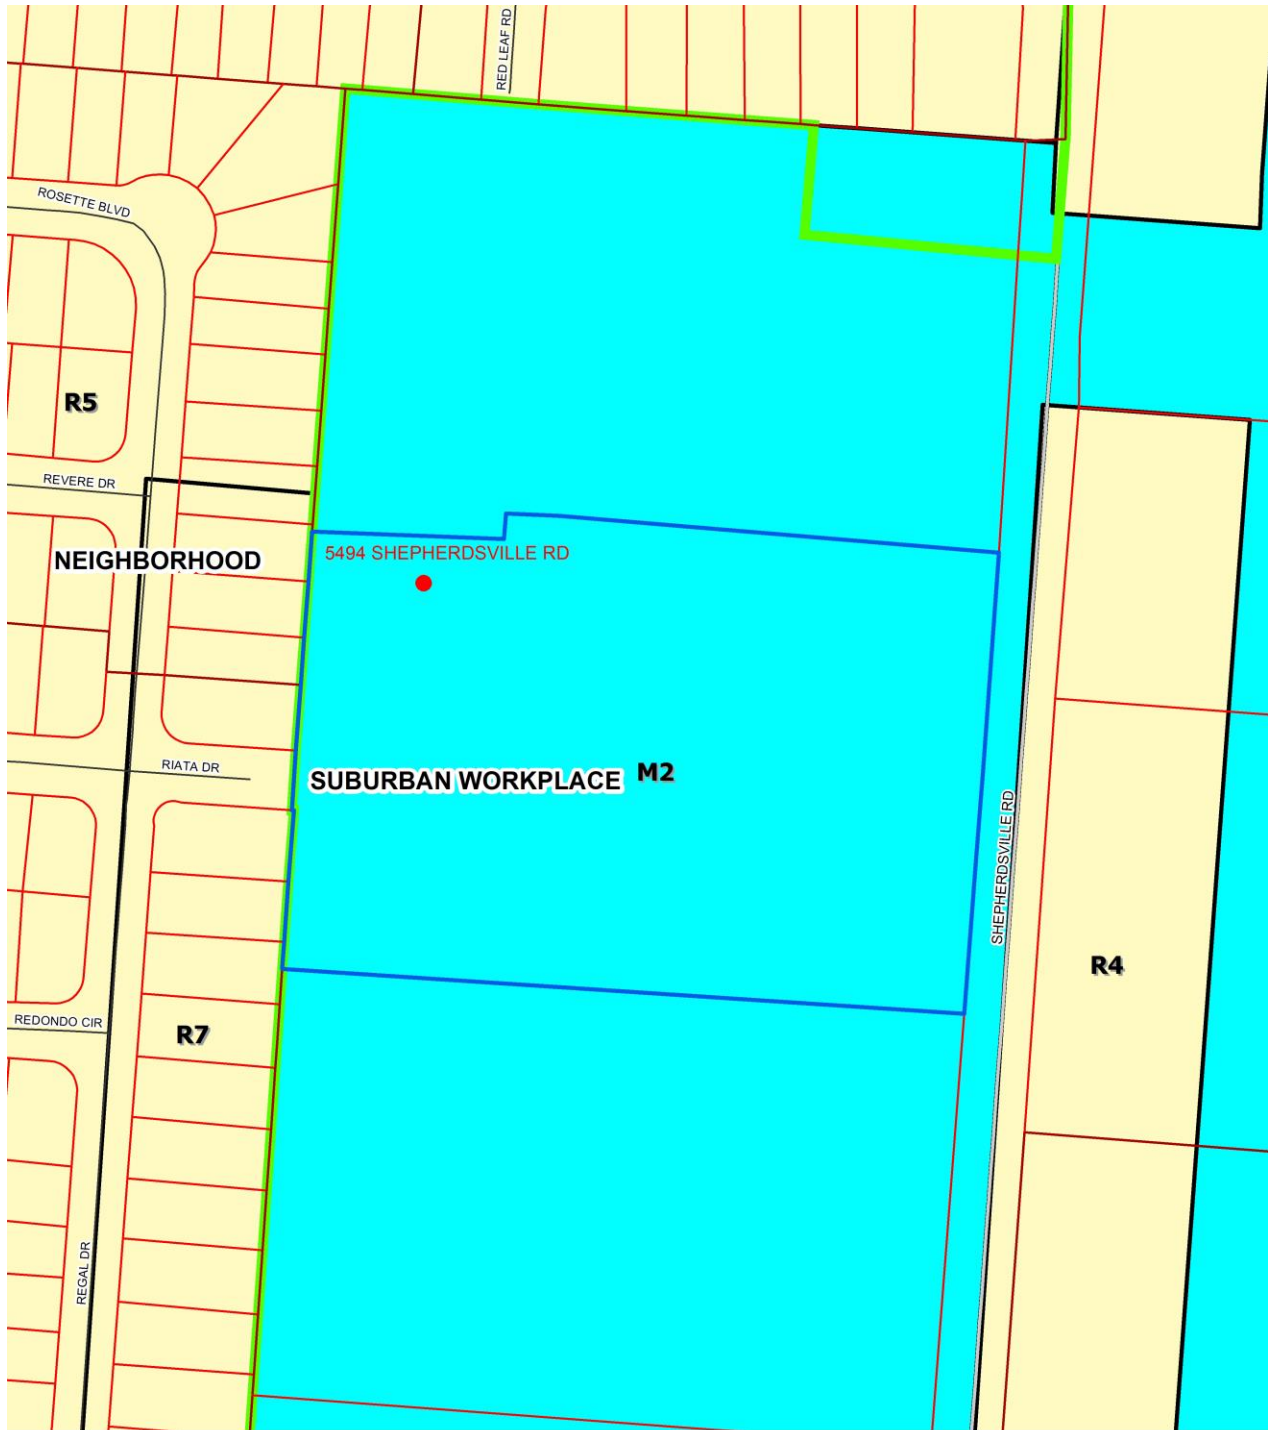 RED LEAF RD
ROSETTE BLVD
R5
REVERE DR
NEIGHBORHOOD
5494 SHEPHERDSVILLE RD
RIATA DR
SUBURBAN WORKPLACE
M2
SHEPHERDSVILLE RD
R4
REDONDO CIR
R7
REGAL DR